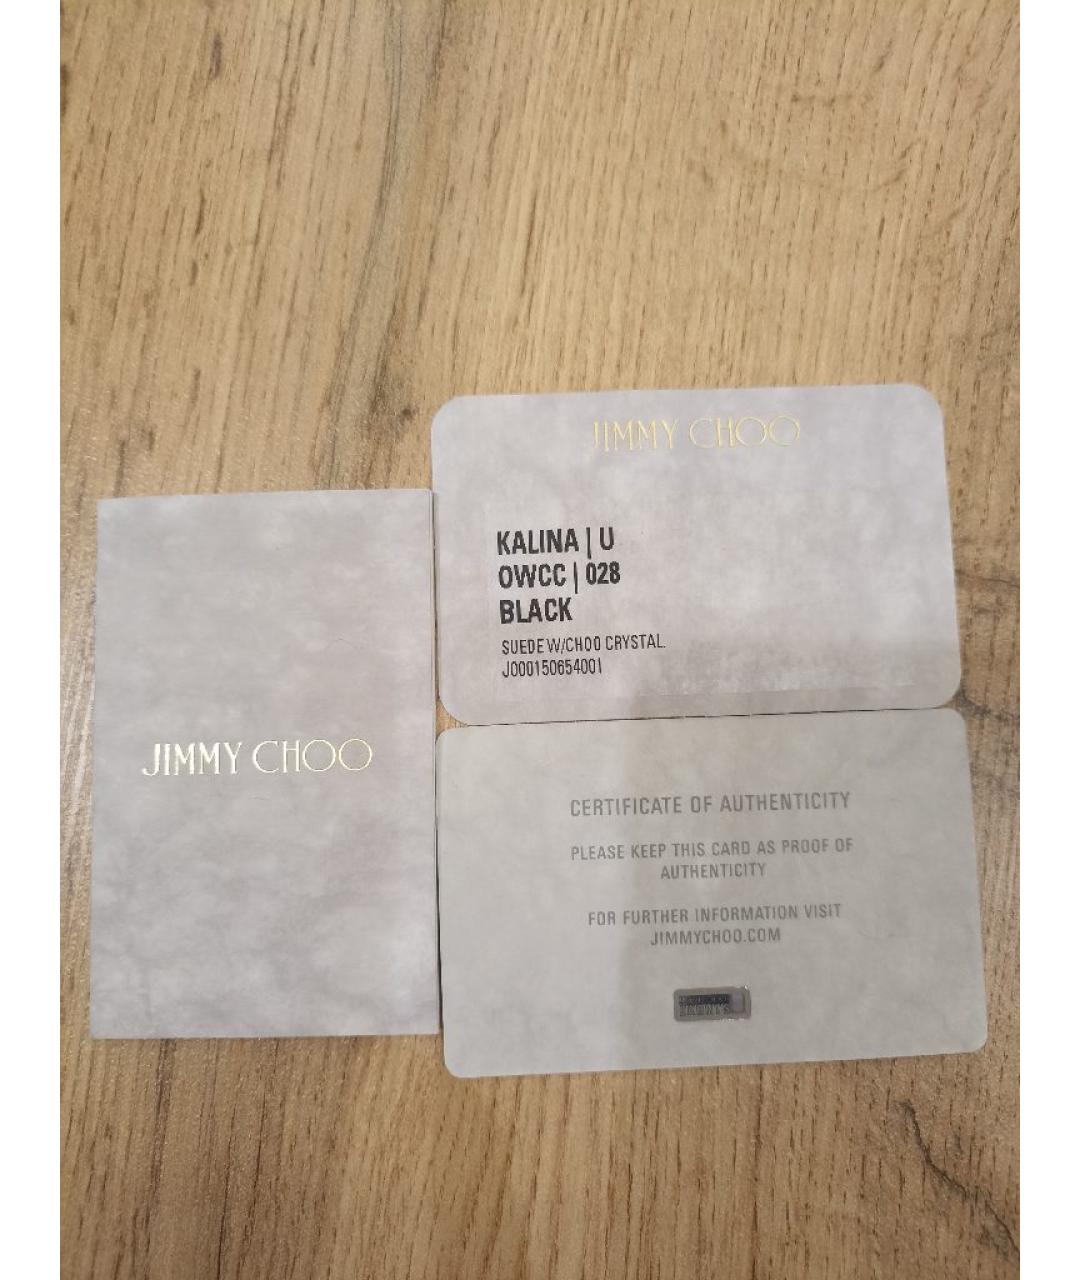 JIMMY CHOO
JIMMY CHOO
KALINA | U
OWCC | 028
BLACK
SUEDE W/CHOO CRYSTAL.
J000150654001
CERTIFICATE OF AUTHENTICITY
PLEASE KEEP THIS CARD AS PROOF OF
AUTHENTICITY
FOR FURTHER INFORMATION VISIT
JIMMYCHOO.COM